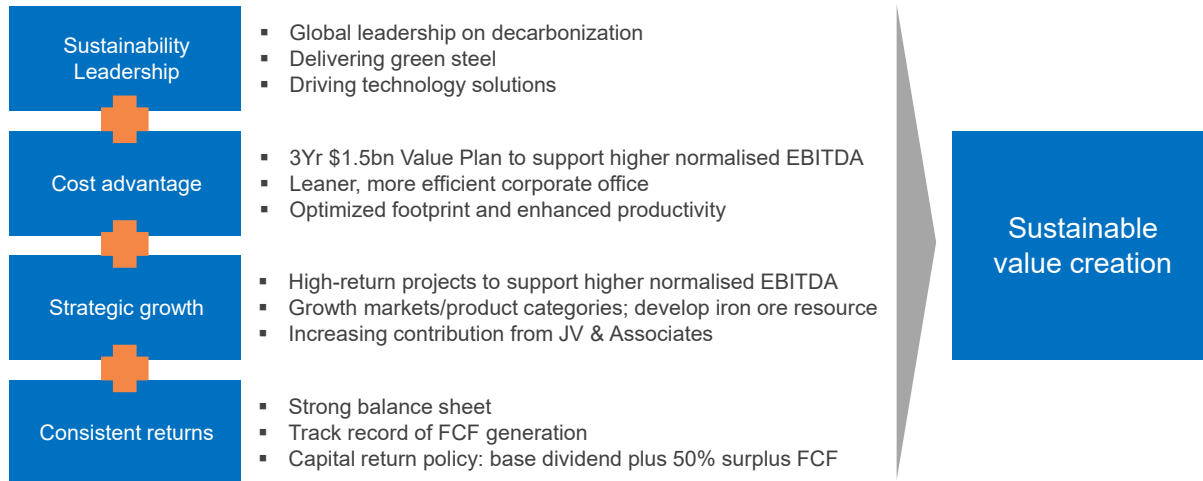 Sustainability
Leadership
▪ Global leadership on decarbonization
▪ Delivering green steel
▪ Driving technology solutions
Cost advantage
▪ 3Yr $1.5bn Value Plan to support higher normalised EBITDA
▪ Leaner, more efficient corporate office
▪ Optimized footprint and enhanced productivity
Strategic growth
▪ High-return projects to support higher normalised EBITDA
▪ Growth markets/product categories; develop iron ore resource
▪ Increasing contribution from JV & Associates
Consistent returns
▪ Strong balance sheet
▪ Track record of FCF generation
▪ Capital return policy: base dividend plus 50% surplus FCF
Sustainable
value creation